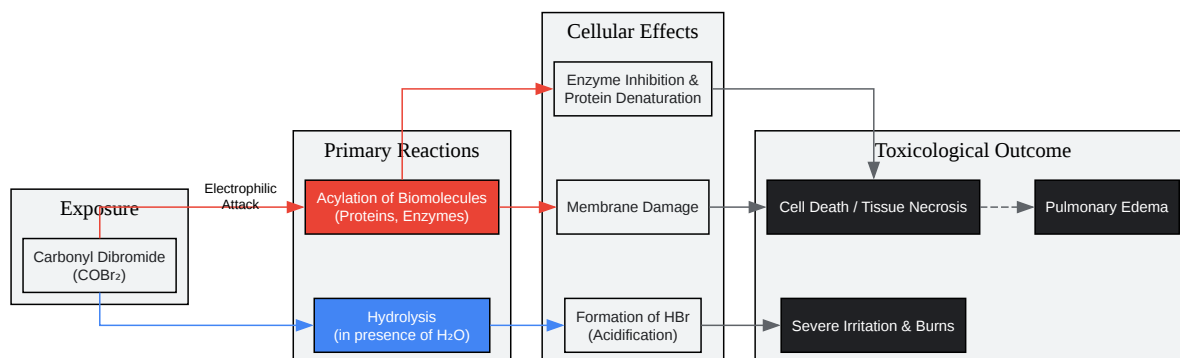 Cellular Effects
Enzyme Inhibition &
Protein Denaturation
Primary Reactions
Toxicological Outcome
Electrophilic
Attack
Exposure
Acylation of Biomolecules
(Proteins, Enzymes)
Membrane Damage
Cell Death / Tissue Necrosis
Pulmonary Edema
Carbonyl Dibromide
(COBr₂)
Hydrolysis
(in presence of H₂O)
Formation of HBr
(Acidification)
Severe Irritation & Burns